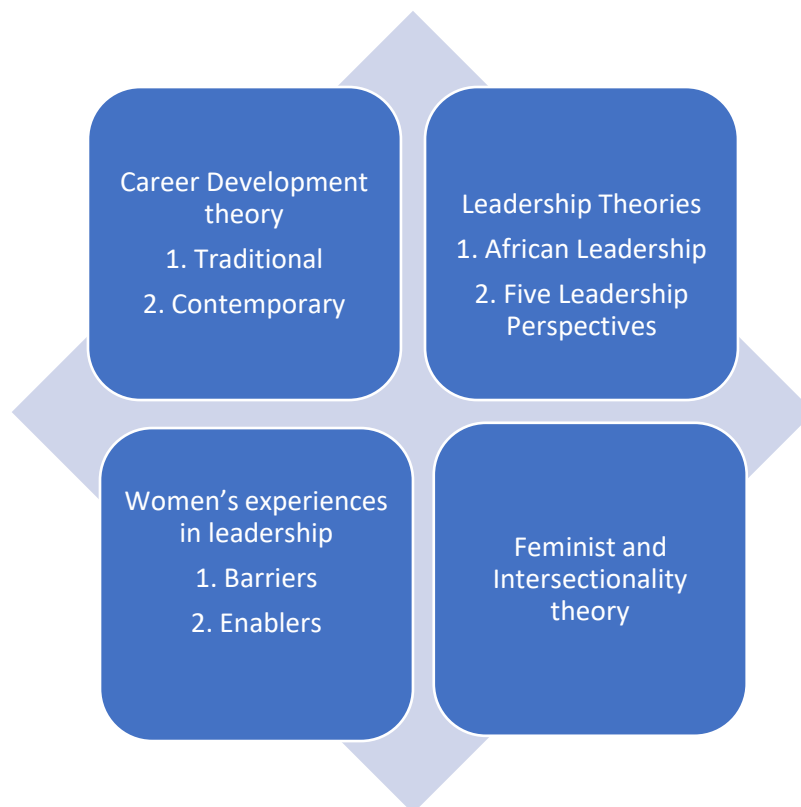 Career Development
theory
1. Traditional
2. Contemporary
Leadership Theories
1. African Leadership
2. Five Leadership
Perspectives
Women’s experiences
in leadership
1. Barriers
2. Enablers
Feminist and
Intersectionality
theory